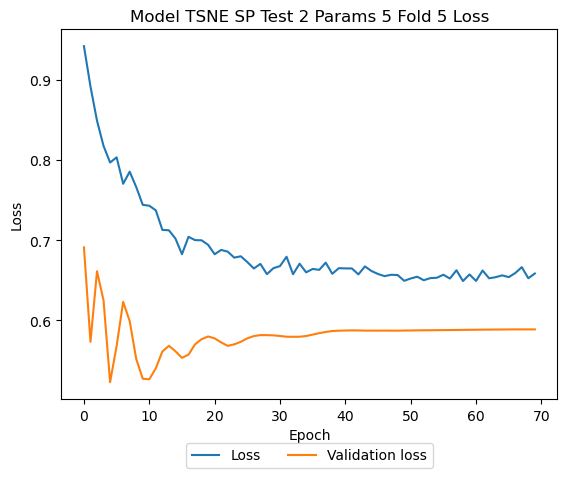 Model TSNE SP Test 2 Params 5 Fold 5 Loss
0.9
0.8
0.7
0.6
Loss
0 10 20 30 40 50 60 70
Epoch
Loss Validation loss